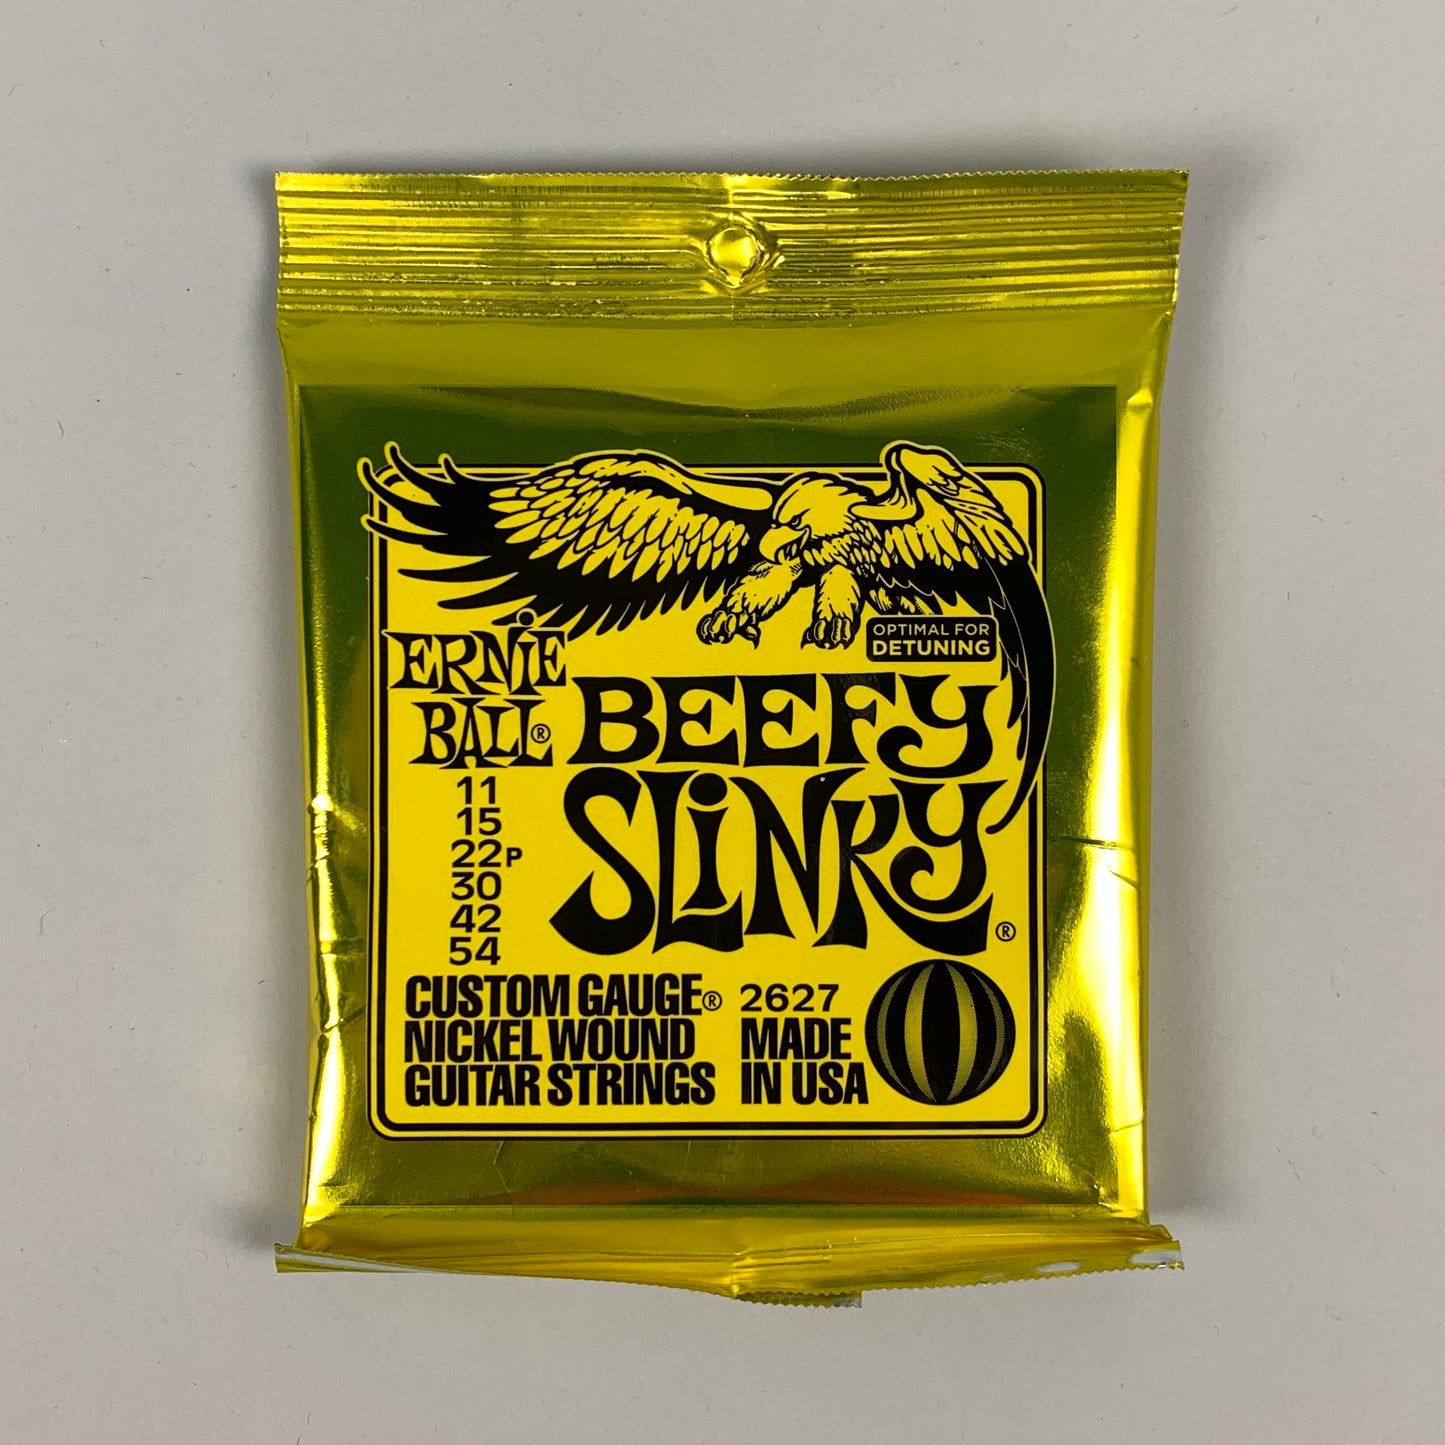 OPTIMAL FOR
DETUNING
ERNiE
BALL®
BEEFY
SLiNKY®
11
15
22P
30
42
54
CUSTOM GAUGE®
NICKEL WOUND
GUITAR STRINGS
2627
MADE
IN USA